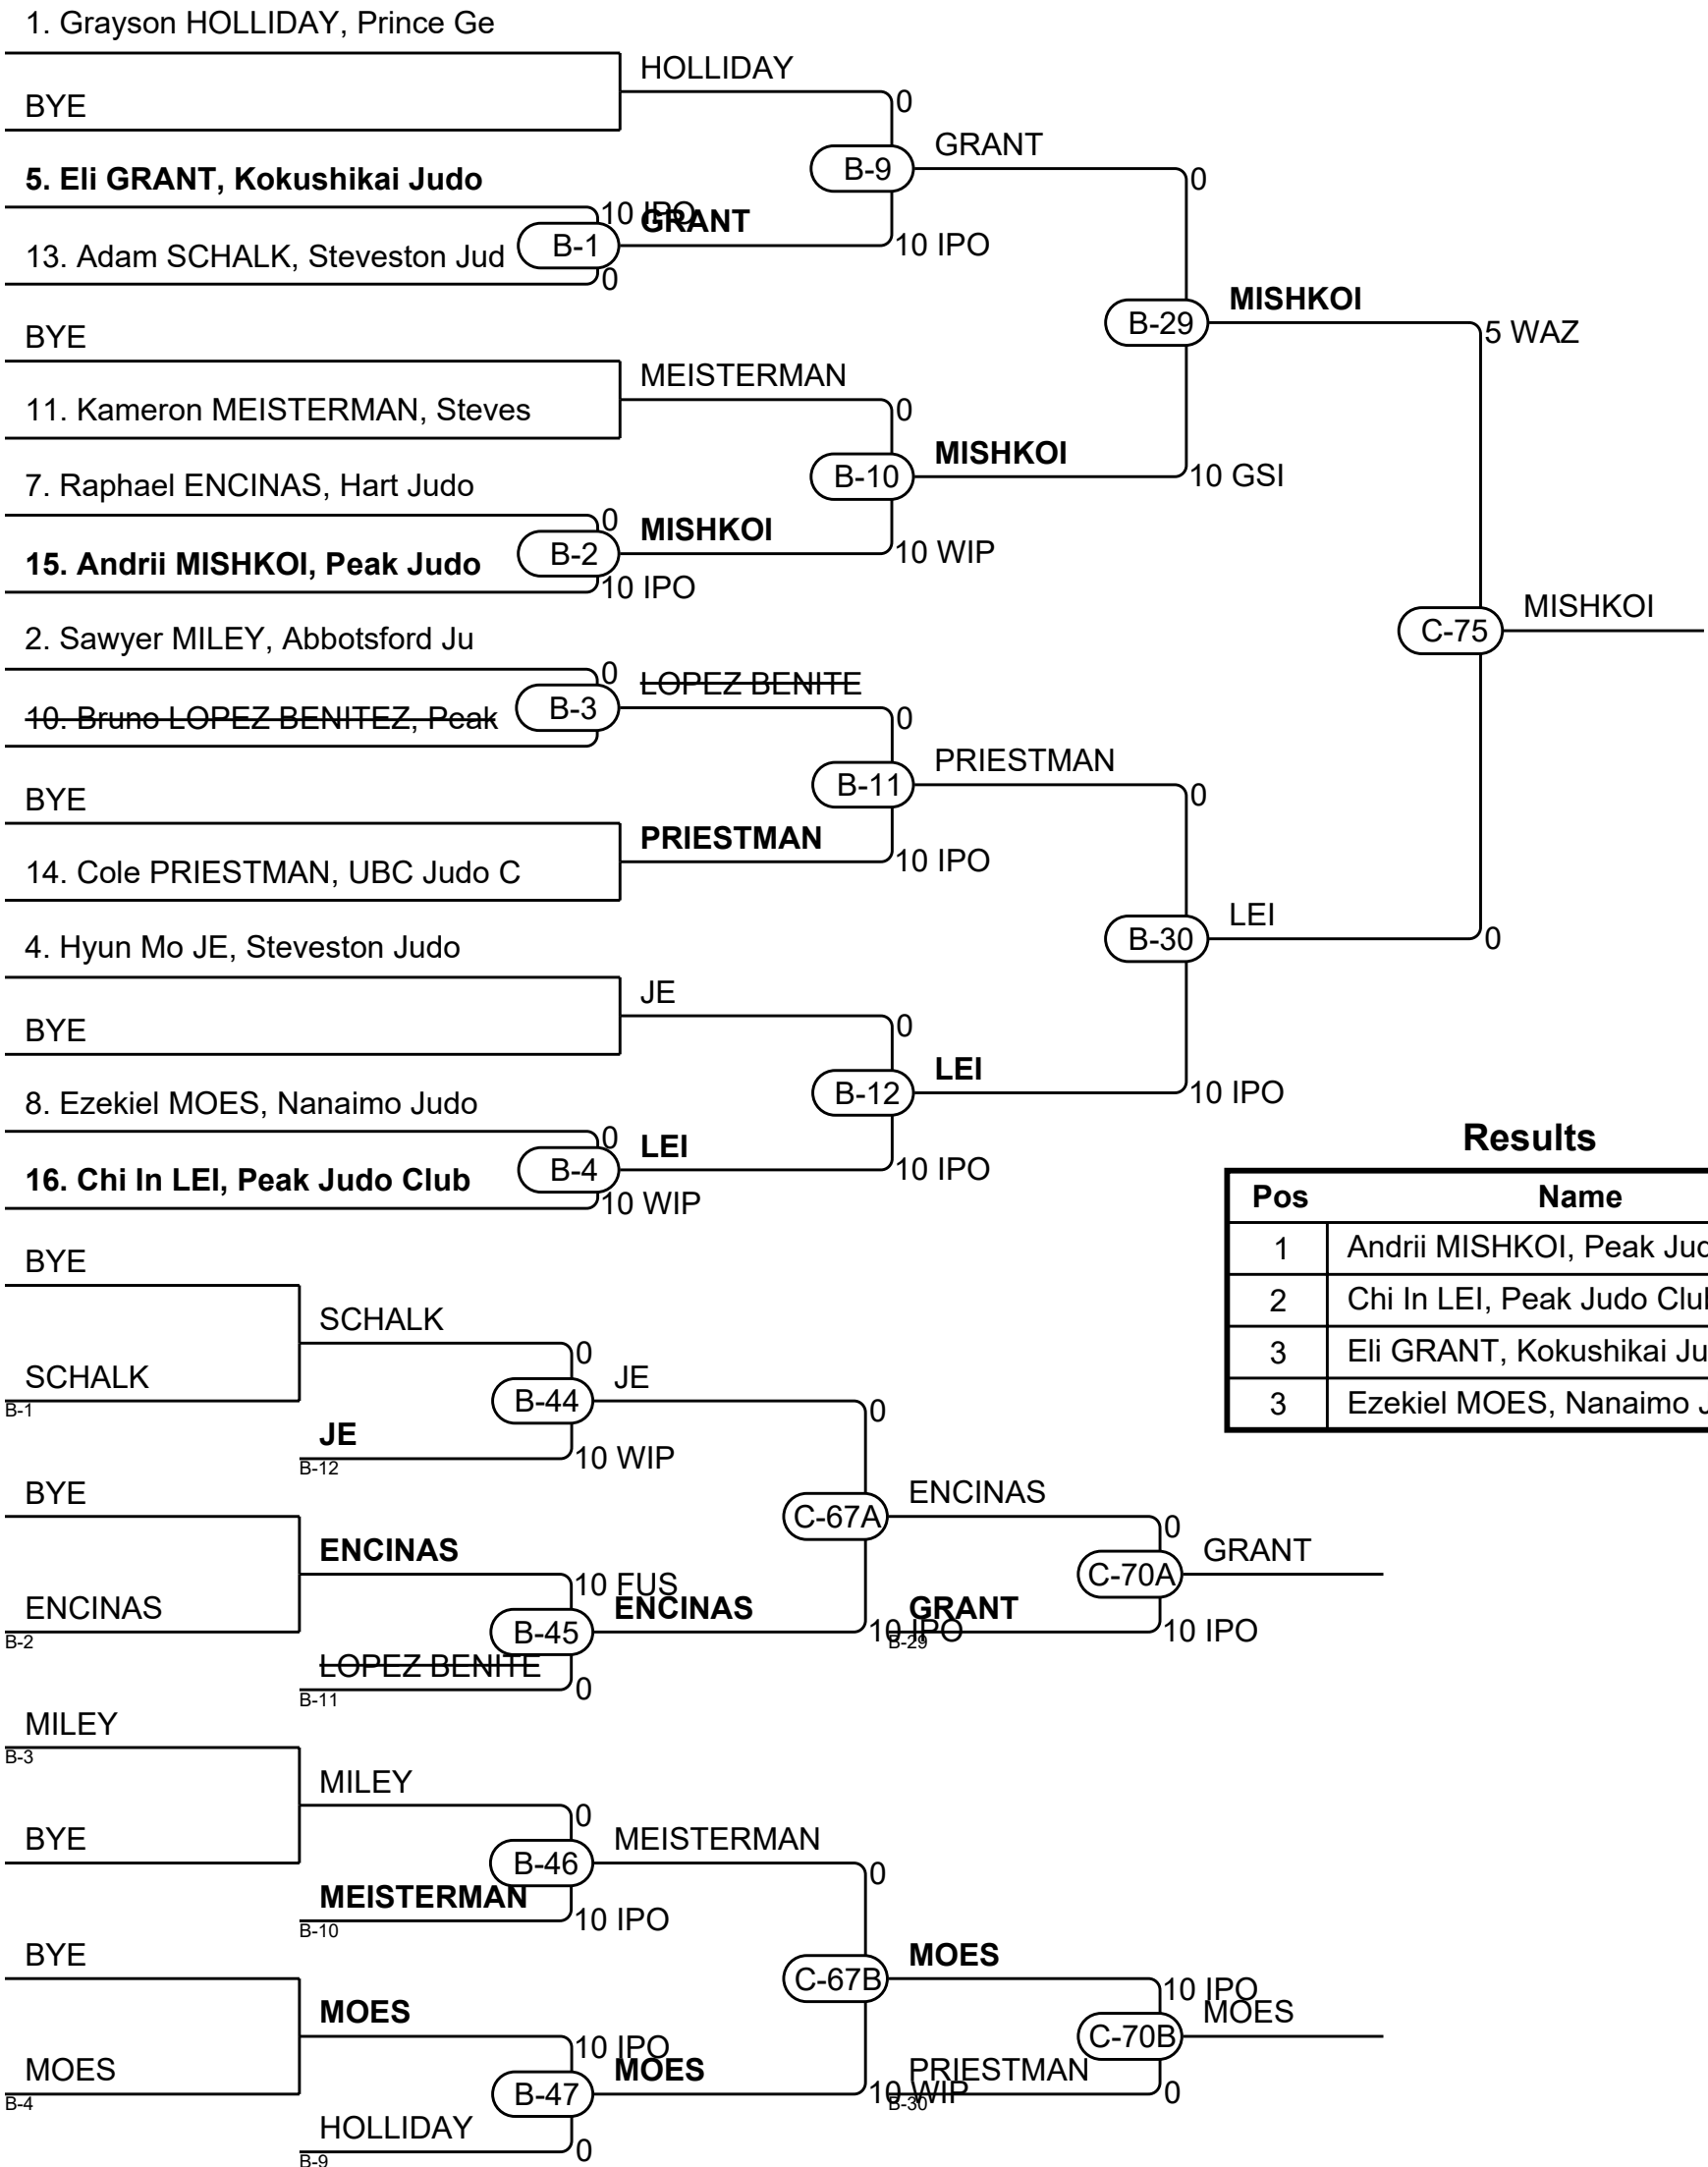 1. Grayson HOLLIDAY, Prince Ge
HOLLIDAY
BYE
0
GRANT
B-9
5. Eli GRANT, Kokushikai Judo
0
10 IPO
GRANT
B-1
10 IPO
13. Adam SCHALK, Steveston Jud
0
MISHKOI
B-29
5 WAZ
BYE
MEISTERMAN
11. Kameron MEISTERMAN, Steves
0
MISHKOI
B-10
10 GSI
7. Raphael ENCINAS, Hart Judo
0
MISHKOI
B-2
10 WIP
15. Andrii MISHKOI, Peak Judo
10 IPO
MISHKOI
C-75
2. Sawyer MILEY, Abbotsford Ju
0
LOPEZ BENITE
B-3
10. Bruno LOPEZ BENITEZ, Peak
0
PRIESTMAN
B-11
0
BYE
PRIESTMAN
10 IPO
14. Cole PRIESTMAN, UBC Judo C
LEI
B-30
0
4. Hyun Mo JE, Steveston Judo
JE
BYE
0
LEI
B-12
10 IPO
8. Ezekiel MOES, Nanaimo Judo
0
LEI
B-4
10 IPO
16. Chi In LEI, Peak Judo Club
10 WIP
Results
Pos Name
1 Andrii MISHKOI, Peak Jud
2 Chi In LEI, Peak Judo Clu
3 Eli GRANT, Kokushikai Ju
3 Ezekiel MOES, Nanaimo J
BYE
SCHALK
0
SCHALK
B-1
JE
B-44
0
JE
B-12
10 WIP
BYE
ENCINAS
C-67A
0
GRANT
ENCINAS
10 FUS
C-70A
ENCINAS
B-2
ENCINAS
B-45
10 IPO
GRANT
B-29
10 IPO
LOPEZ BENITE
B-11
0
MILEY
B-3
MILEY
0
BYE
MEISTERMAN
B-46
0
MEISTERMAN
B-10
10 IPO
BYE
MOES
C-67B
10 IPO
MOES
MOES
10 IPO
C-70B
MOES
B-4
MOES
B-47
10 WIP
PRIESTMAN
B-30
0
HOLLIDAY
B-9
0